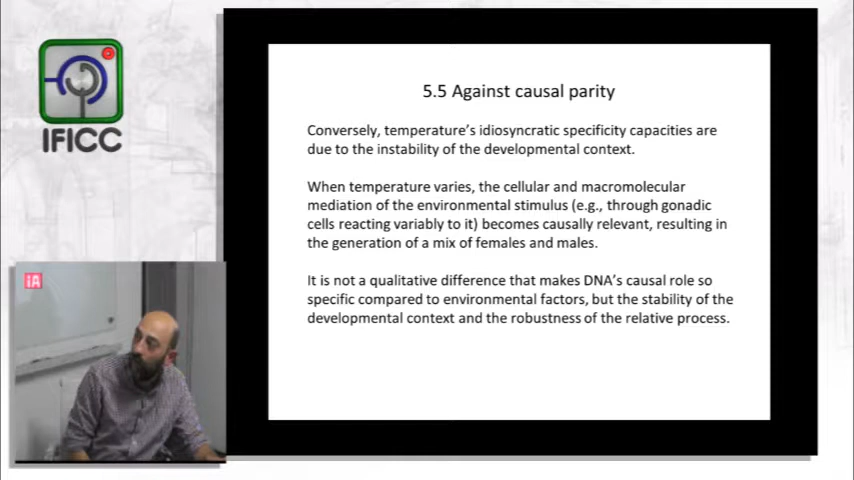 5.5 Against causal parity
Conversely, temperature's idiosyncratic specificity capacities are
due to the instability of the developmental context.
When temperature varies, the cellular and macromolecular
mediation of the environmental stimulus (e.g., through gonadic
cells reacting variably to it) becomes causally relevant, resulting in
the generation of a mix of females and males.
It is not a qualitative difference that makes DNA's causal role so
specific compared to environmental factors, but the stability of the
developmental context and the robustness of the relative process.
IFICC
iA